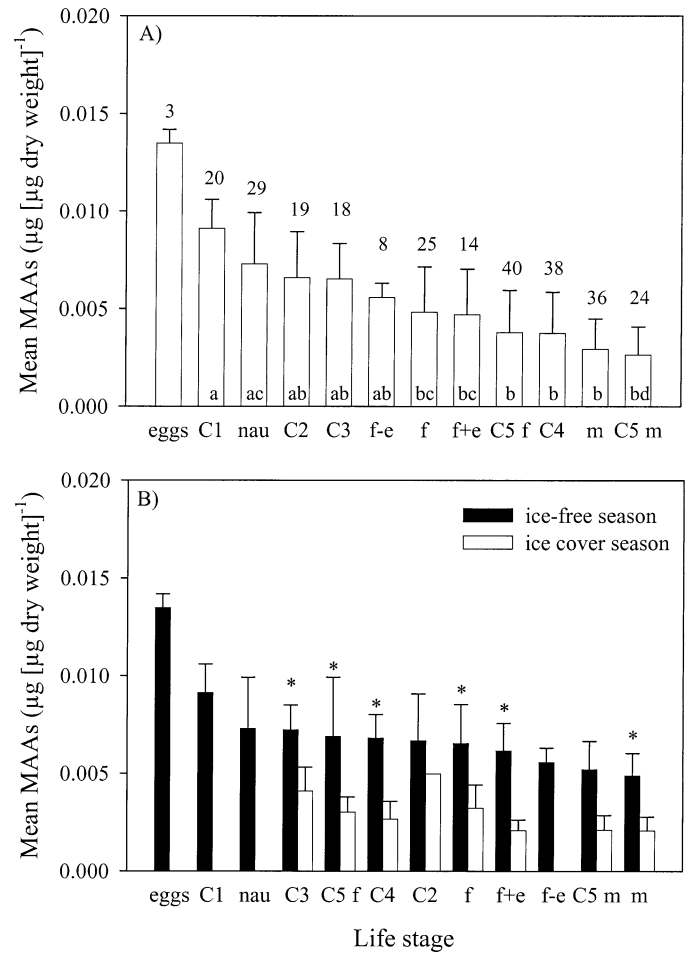 A)
Mean MAAs (µg [µg dry weight]⁻¹)
0.020
0.015
0.010
0.005
0.000
3
20
29
19
18
8
25
14
40
38
36
24
a ac ab ab ab bc bc b b b bd
eggs C1 nau C2 C3 f-e f f+e C5 f C4 m C5 m
B)
Mean MAAs (µg [µg dry weight]⁻¹)
0.020
0.015
0.010
0.005
0.000
ice-free season
ice cover season
* * * * * *
eggs C1 nau C3 C5 f C4 C2 f f+e f-e C5 m m
Life stage